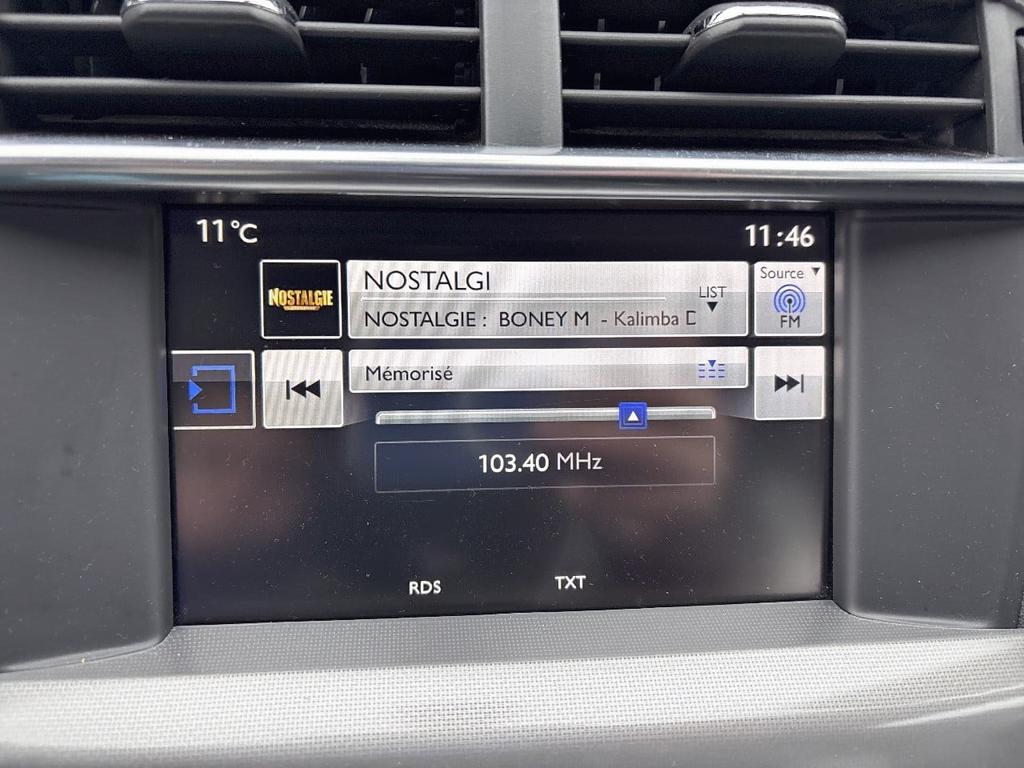 11°C
11:46
NOSTALGIE
NOSTALGI
LIST
NOSTALGIE : BONEY M - Kalimba D
Source
FM
Mémorisé
103.40 MHz
RDS
TXT